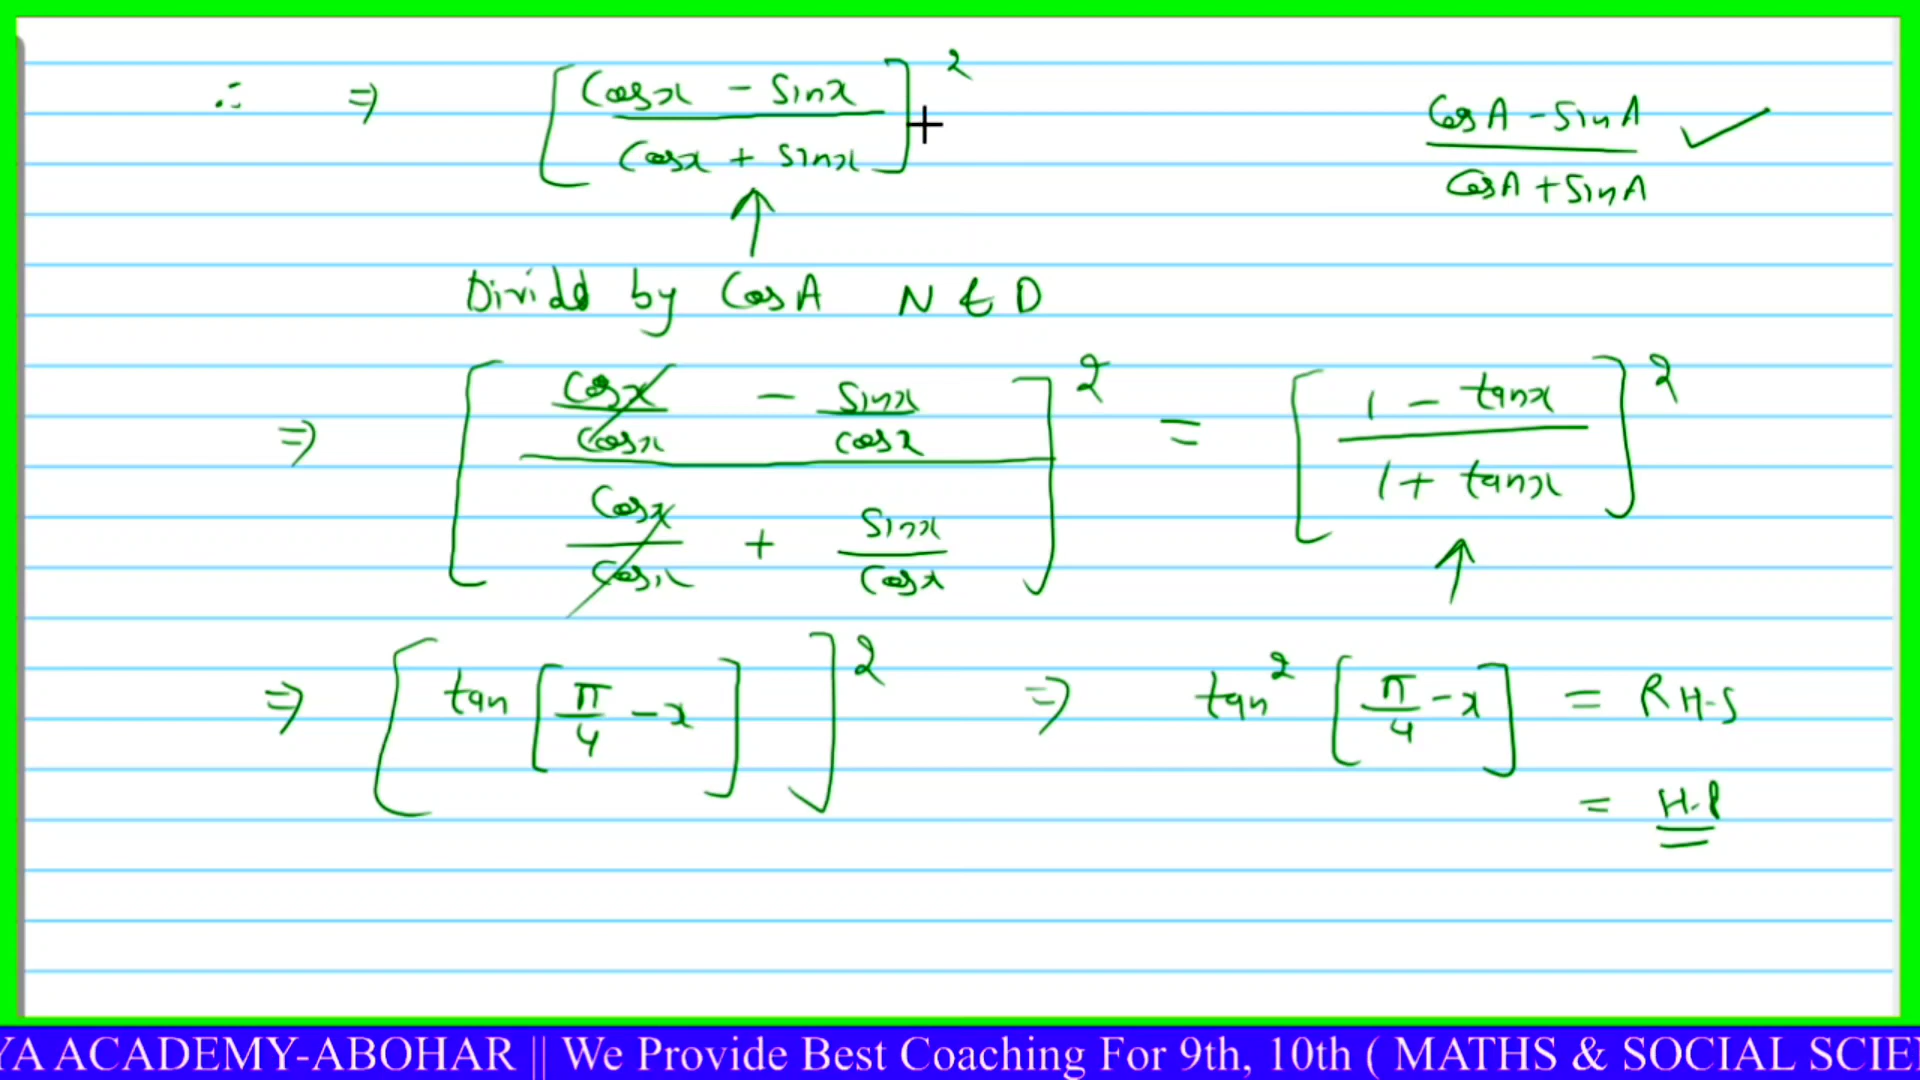 ∴ ⇒ [(Cosx - Sinx)/(Cosx + Sinx)]²
(CosA - SinA)/(CosA + SinA) ✓
Divide by CosA N & D
⇒ [(Cosx/Cosx - Sinx/Cosx)/(Cosx/Cosx + Sinx/Cosx)]² = [(1 - tanx)/(1 + tanx)]²
⇒ [tan[π/4 - x]]² ⇒ tan²[π/4 - x] = R H-S
= H-P
YA ACADEMY-ABOHAR || We Provide Best Coaching For 9th, 10th ( MATHS & SOCIAL SCIE